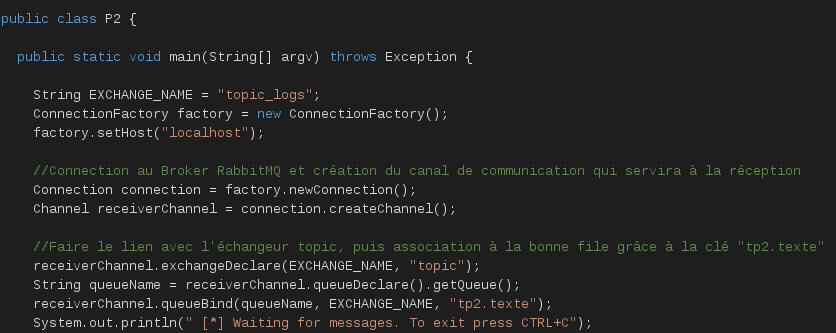 public class P2 {
public static void main(String[] argv) throws Exception {
String EXCHANGE_NAME = "topic_logs";
ConnectionFactory factory = new ConnectionFactory();
factory.setHost("localhost");
//Connection au Broker RabbitMQ et création du canal de communication qui servira à la réception
Connection connection = factory.newConnection();
Channel receiverChannel = connection.createChannel();
//Faire le lien avec l'échangeur topic, puis association à la bonne file grâce à la clé "tp2.texte"
receiverChannel.exchangeDeclare(EXCHANGE_NAME, "topic");
String queueName = receiverChannel.queueDeclare().getQueue();
receiverChannel.queueBind(queueName, EXCHANGE_NAME, "tp2.texte");
System.out.println(" [*] Waiting for messages. To exit press CTRL+C");